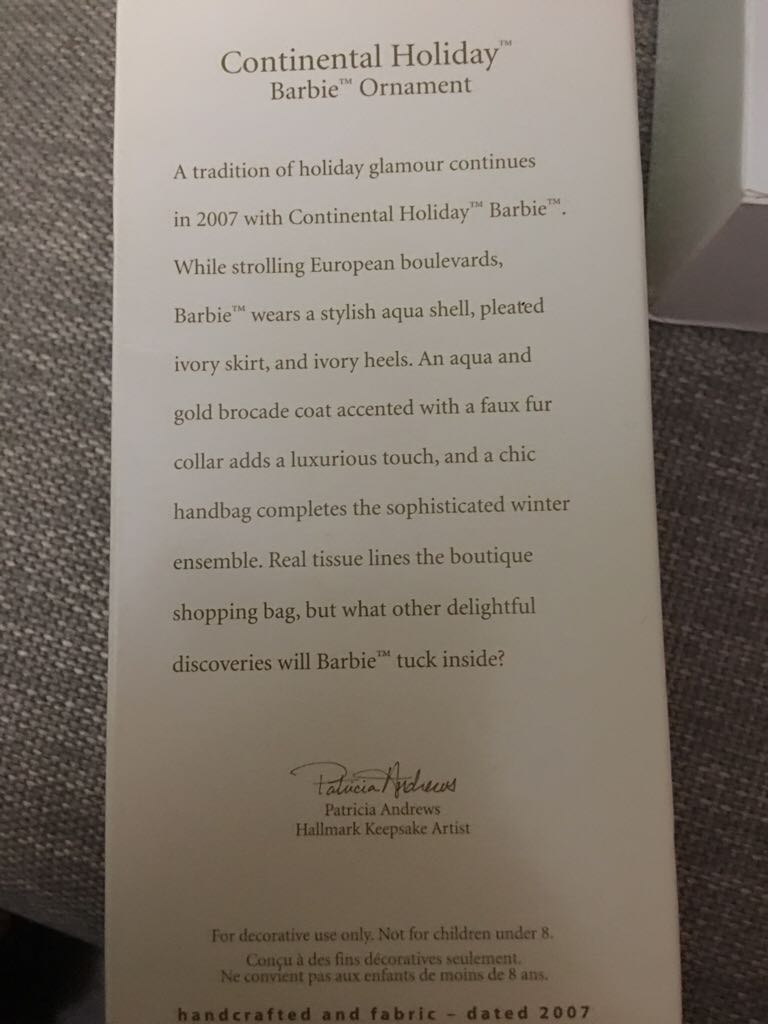 Continental Holiday™
Barbie™ Ornament
A tradition of holiday glamour continues
in 2007 with Continental Holiday™ Barbie™.
While strolling European boulevards,
Barbie™ wears a stylish aqua shell, pleated
ivory skirt, and ivory heels. An aqua and
gold brocade coat accented with a faux fur
collar adds a luxurious touch, and a chic
handbag completes the sophisticated winter
ensemble. Real tissue lines the boutique
shopping bag, but what other delightful
discoveries will Barbie™ tuck inside?
Patricia Andrews
Patricia Andrews
Hallmark Keepsake Artist
For decorative use only. Not for children under 8.
Conçu à des fins décoratives seulement.
Ne convient pas aux enfants de moins de 8 ans.
handcrafted and fabric – dated 2007